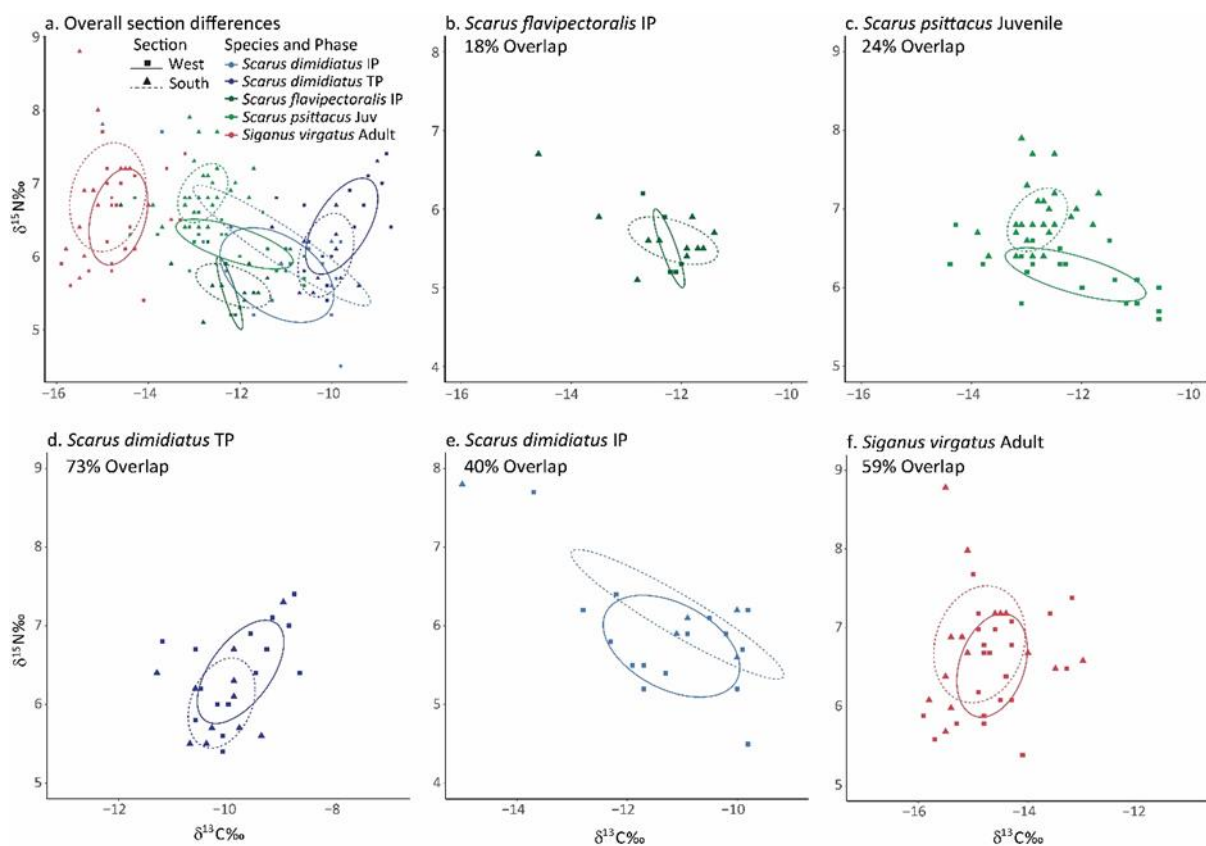 a. Overall section differences
Section
West
South
Species and Phase
Scarus dimidiatus IP
Scarus dimidiatus TP
Scarus flavipectoralis IP
Scarus psittacus Juv
Siganus virgatus Adult
δ¹⁵N‰
9
8
7
6
5
−16
−14
−12
−10
b. Scarus flavipectoralis IP
18% Overlap
8
7
6
5
4
−16
−14
−12
−10
c. Scarus psittacus Juvenile
24% Overlap
9
8
7
6
5
−16
−14
−12
−10
d. Scarus dimidiatus TP
73% Overlap
δ¹⁵N‰
9
8
7
6
5
−12
−10
−8
δ¹³C‰
e. Scarus dimidiatus IP
40% Overlap
8
7
6
5
4
−14
−12
−10
δ¹³C‰
f. Siganus virgatus Adult
59% Overlap
9
8
7
6
5
−16
−14
−12
δ¹³C‰